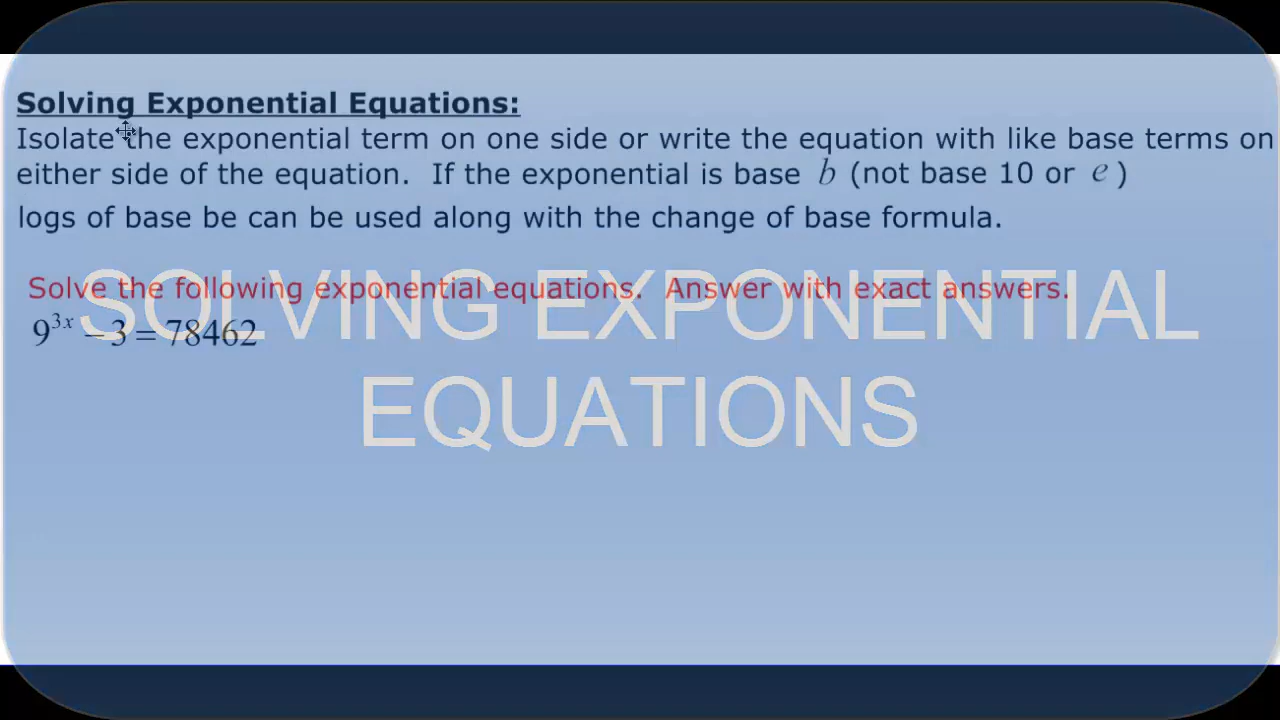 Solving Exponential Equations:
Isolate the exponential term on one side or write the equation with like base terms on
either side of the equation.  If the exponential is base b (not base 10 or e)
logs of base be can be used along with the change of base formula.
Solve the following exponential equations.  Answer with exact answers.
9^{3x} − 3 = 78462
SOLVING EXPONENTIAL
EQUATIONS